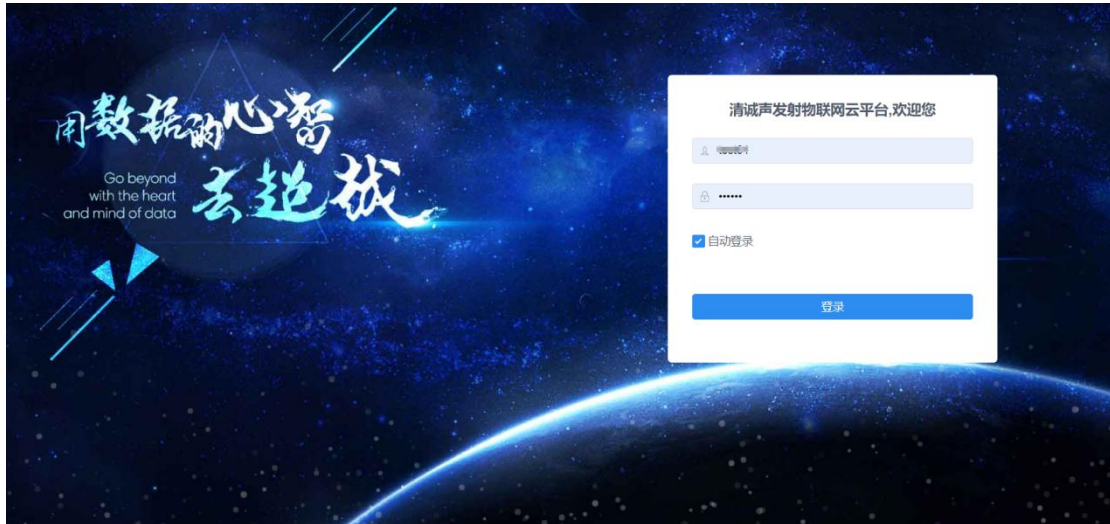 用数据的心智
去超越
Go beyond
with the heart
and mind of data
清诚声发射物联网云平台,欢迎您
••••••
自动登录
登录